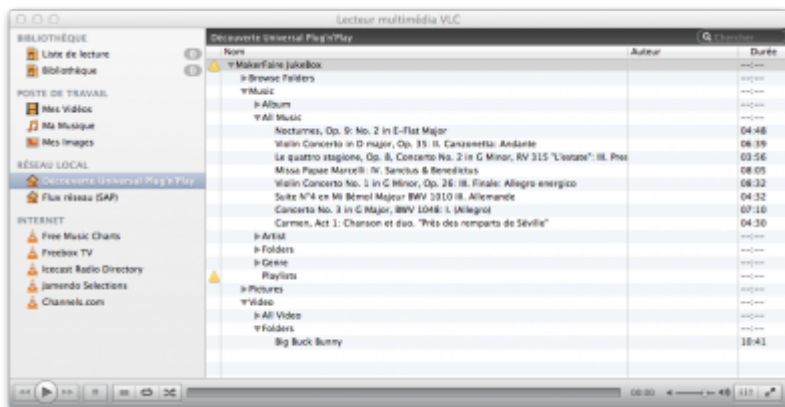 Lecteur multimédia VLC
BIBLIOTHÈQUE
Liste de lecture 0
Bibliothèque 0
POSTE DE TRAVAIL
Mes Vidéos
Ma Musique
Mes Images
RÉSEAU LOCAL
Découverte Universal Plug'n'Play
Flux réseau (SAP)
INTERNET
Free Music Charts
Freebox TV
Icecast Radio Directory
Jamendo Selections
Channels.com
Découverte Universal Plug'n'Play Chercher
Nom Auteur Durée
MakerFaire JukeBox --:--
Browse Folders --:--
Music --:--
Album --:--
All Music --:--
Nocturnes, Op. 9: No. 2 in E-Flat Major 04:48
Violin Concerto in D major, Op. 35: II. Canzonetta: Andante 06:39
Le quattro stagione, Op. 8, Concerto No. 2 in G Minor, RV 315 "L'estate": III. Pres 03:56
Missa Papae Marcelli: IV. Sanctus & Benedictus 08:05
Violin Concerto No. 1 in G Minor, Op. 26: III. Finale: Allegro energico 08:32
Suite N°4 en Mi Bémol Majeur BWV 1010 III. Allemande 04:32
Concerto No. 3 in G Major, BWV 1048: I. (Allegro) 07:10
Carmen, Act 1: Chanson et duo. "Près des remparts de Séville" 04:30
Artist --:--
Folders --:--
Genre --:--
Playlists --:--
Pictures --:--
Video --:--
All Video --:--
Folders --:--
Big Buck Bunny 10:41
00:00